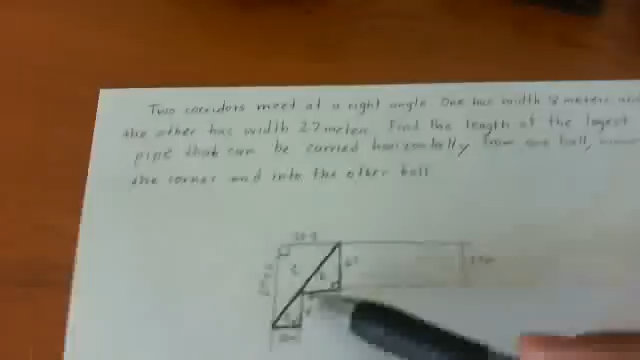 Two corridors meet at a right angle. One has width 8 meters and
the other has width 27 meters. Find the length of the longest
pipe that can be carried horizontally from one hall,
the corner and into the other hall